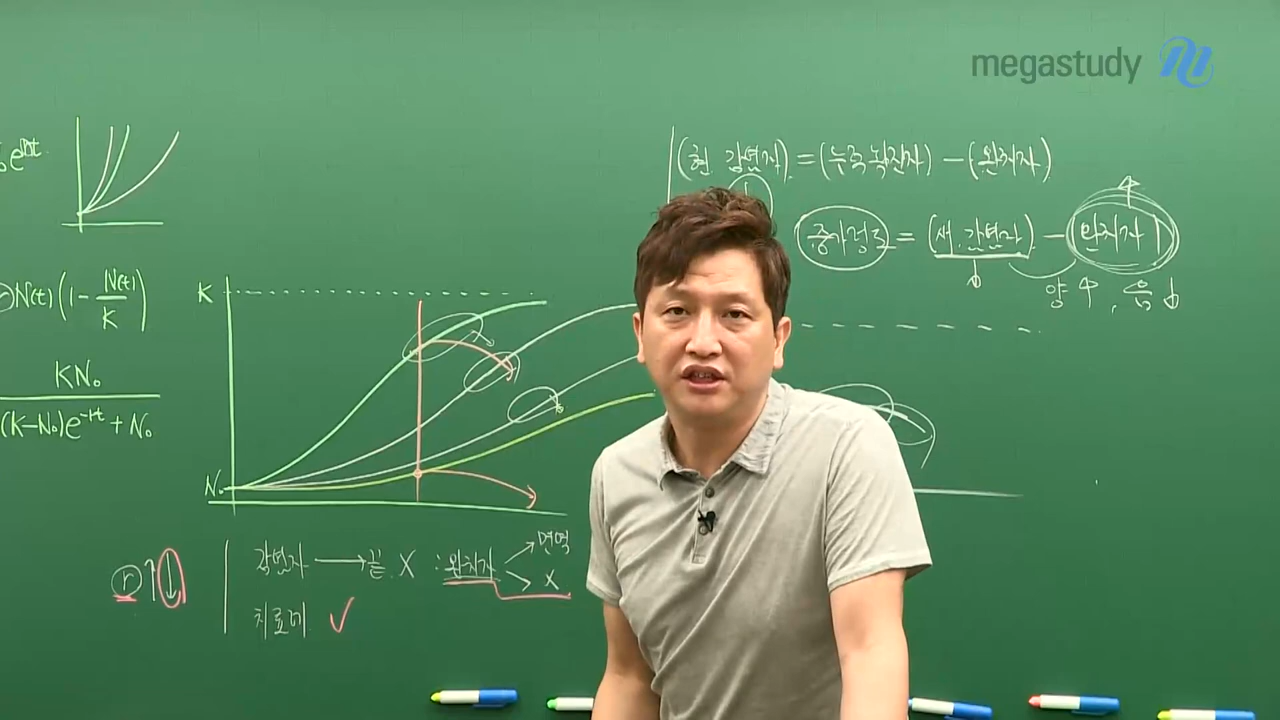 megastudy
e^{rt}
(현 감염자) = (누적확진자) – (완치자)
증가정도 = (새 감염자) – (완치자)
양 ↑, 음 ↓
N(t)(1 - N(t)/K)
K
KN₀
(K-N₀)e^{-rt} + N₀
N₀
감염자 → 끝 X : 완치자 → 면역
→ X
r ↑↓
치료제 ✓